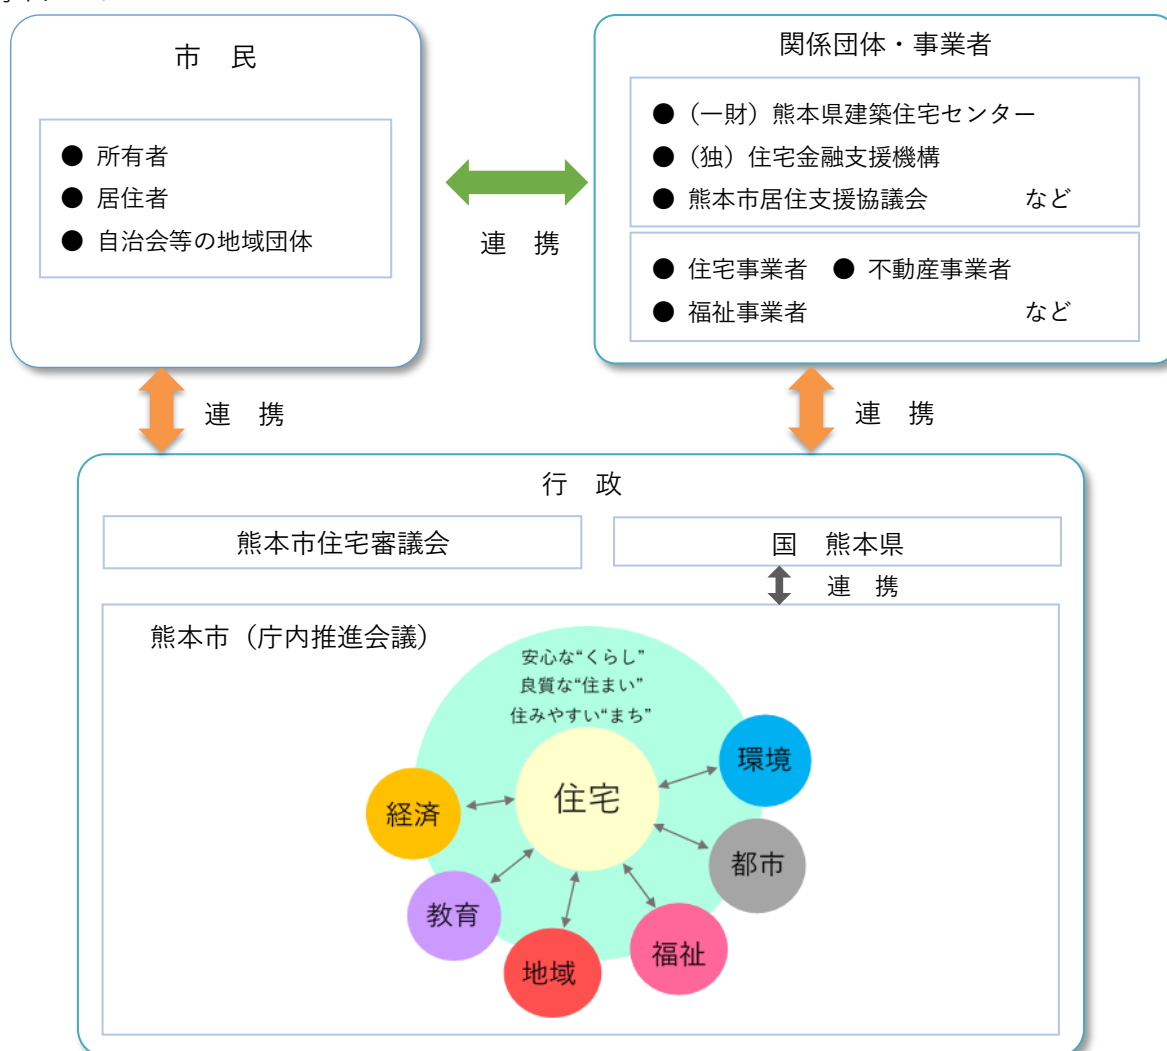 市　民
● 所有者
● 居住者
● 自治会等の地域団体
連　携
関係団体・事業者
●（一財）熊本県建築住宅センター
●（独）住宅金融支援機構
● 熊本市居住支援協議会　　　　など
● 住宅事業者　● 不動産事業者
● 福祉事業者　　　　　　　　　など
連　携
連　携
行　政
熊本市住宅審議会
国　熊本県
連　携
熊本市（庁内推進会議）
安心な“くらし”
良質な“住まい”
住みやすい“まち”
住宅
環境
経済
都市
教育
福祉
地域